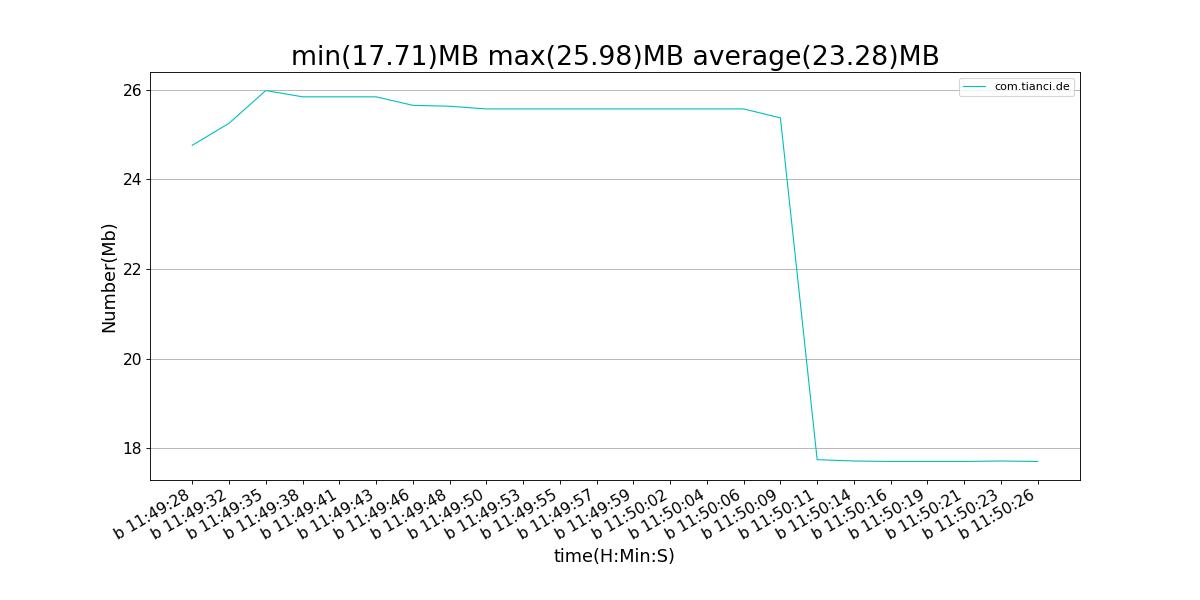 min(17.71)MB max(25.98)MB average(23.28)MB
com.tianci.de
26
24
22
20
18
Number(Mb)
b 11:49:28
b 11:49:32
b 11:49:35
b 11:49:38
b 11:49:41
b 11:49:43
b 11:49:46
b 11:49:48
b 11:49:50
b 11:49:53
b 11:49:55
b 11:49:57
b 11:49:59
b 11:50:02
b 11:50:04
b 11:50:06
b 11:50:09
b 11:50:11
b 11:50:14
b 11:50:16
b 11:50:19
b 11:50:21
b 11:50:23
b 11:50:26
time(H:Min:S)